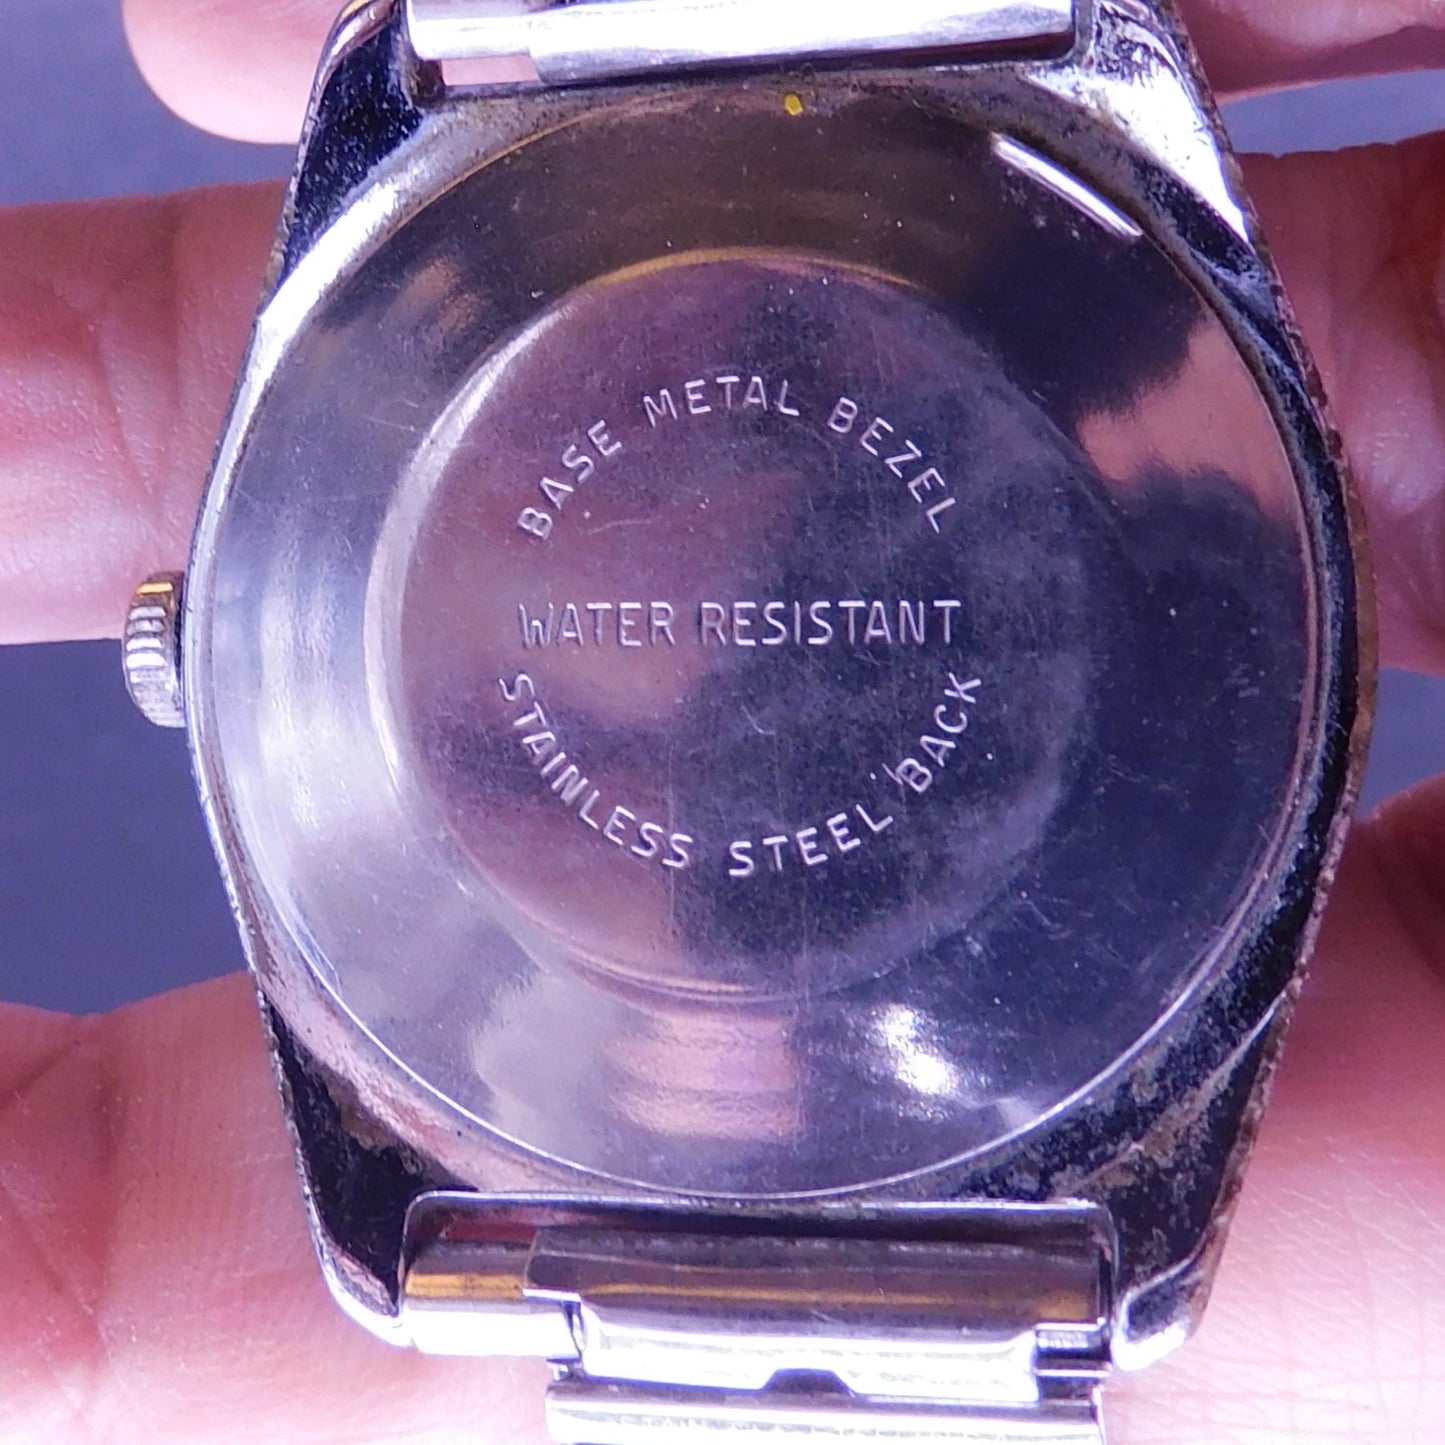 BASE METAL BEZEL
WATER RESISTANT
STAINLESS STEEL BACK